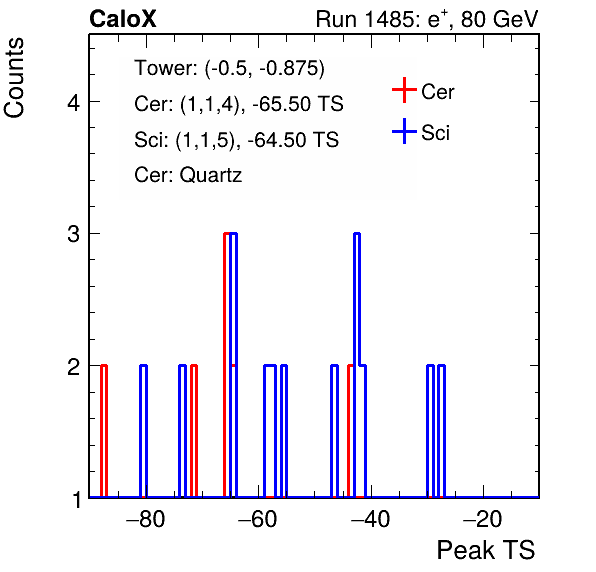 CaloX Run 1485: e⁺, 80 GeV
Counts
Tower: (-0.5, -0.875)
Cer: (1,1,4), -65.50 TS
Sci: (1,1,5), -64.50 TS
Cer: Quartz
Cer
Sci
4
3
2
1
−80 −60 −40 −20
Peak TS